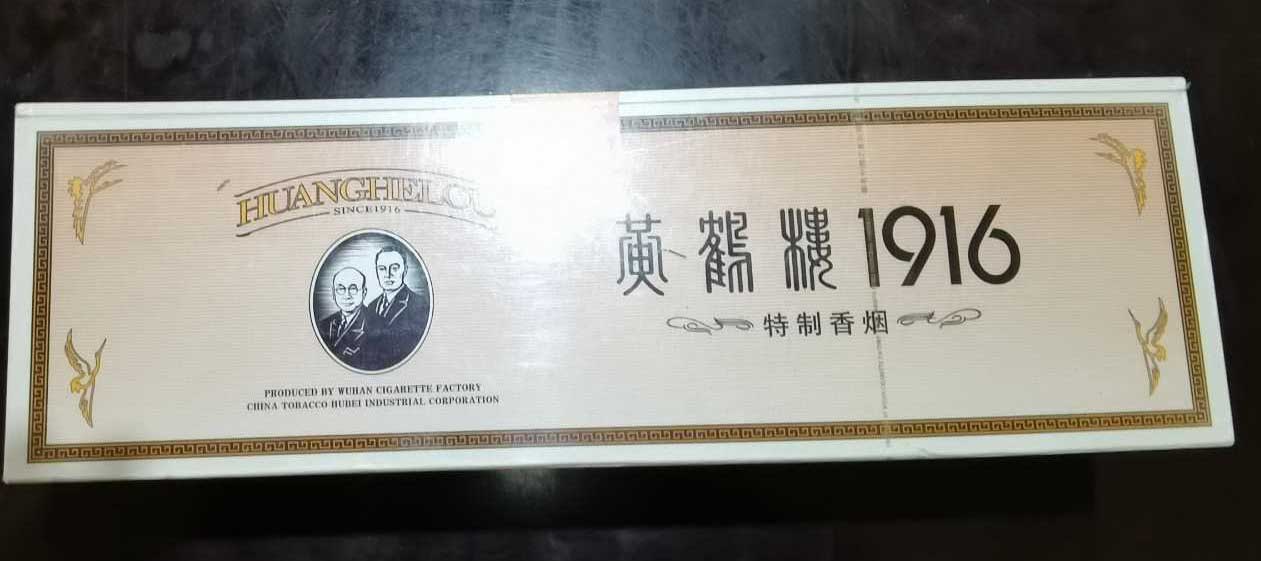 HUANGHELOU
SINCE1916
PRODUCED BY WUHAN CIGARETTE FACTORY
CHINA TOBACCO HUBEI INDUSTRIAL CORPORATION
黃鶴樓1916
特制香烟